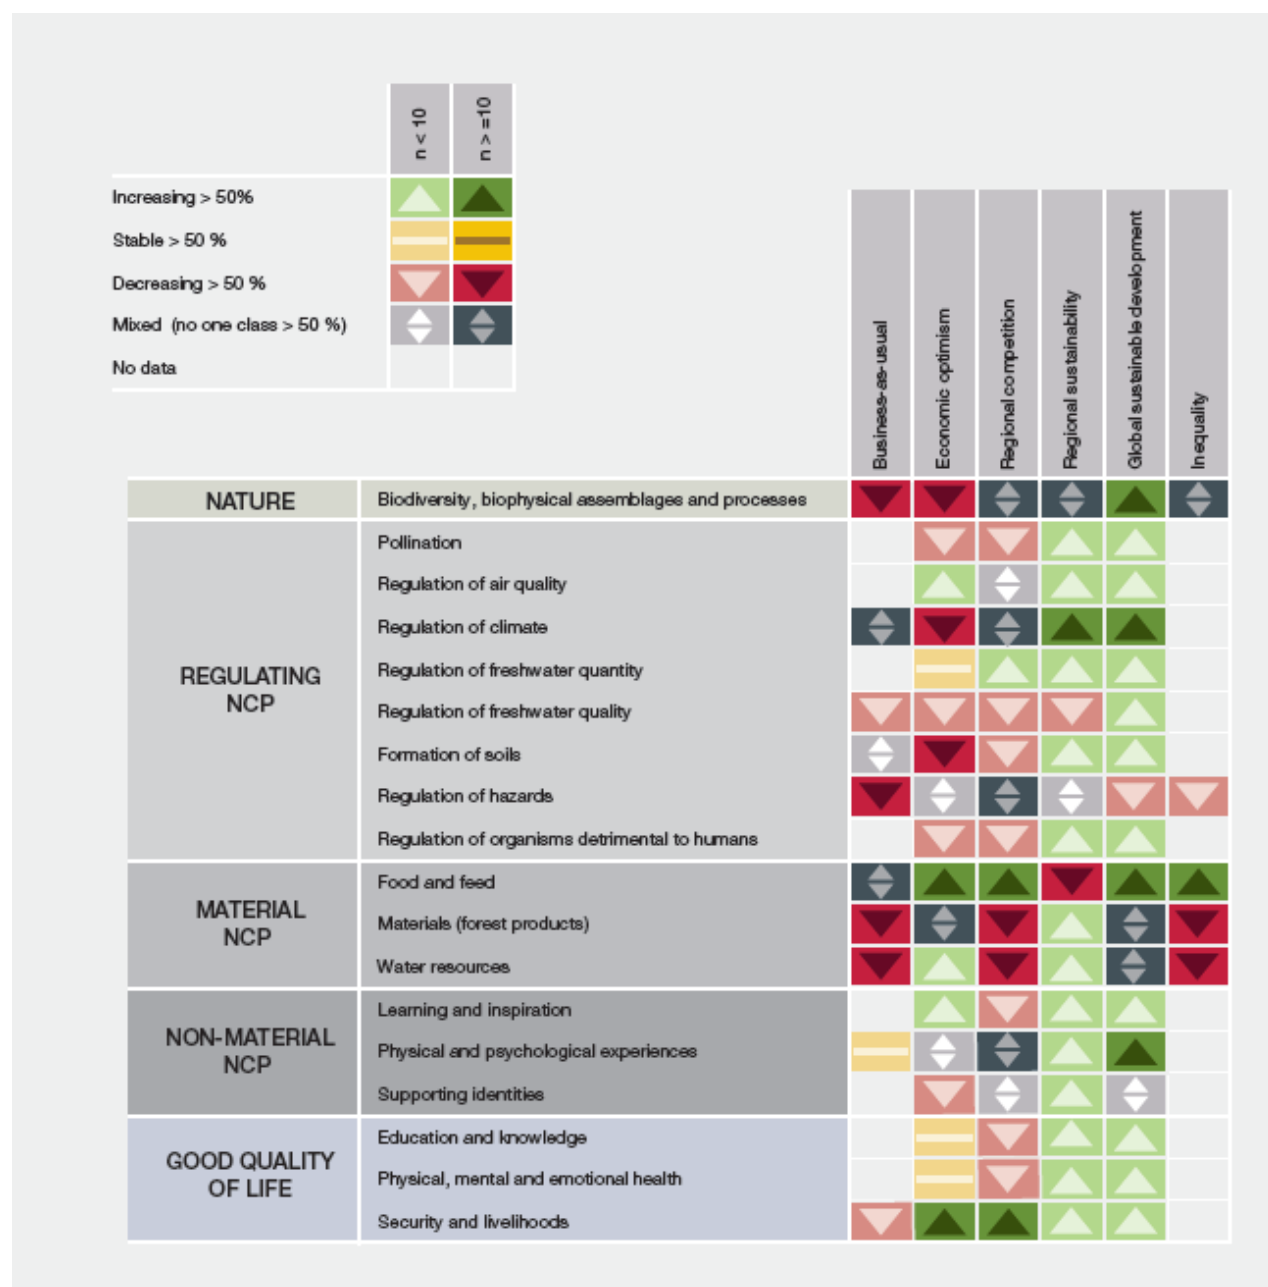 n < 10
n > =10
Increasing > 50%
Stable > 50 %
Decreasing > 50 %
Mixed (no one class > 50 %)
No data
Business-as-usual
Economic optimism
Regional competition
Regional sustainability
Global sustainable development
Inequality
NATURE
Biodiversity, biophysical assemblages and processes
REGULATING
NCP
Pollination
Regulation of air quality
Regulation of climate
Regulation of freshwater quantity
Regulation of freshwater quality
Formation of soils
Regulation of hazards
Regulation of organisms detrimental to humans
MATERIAL
NCP
Food and feed
Materials (forest products)
Water resources
NON-MATERIAL
NCP
Learning and inspiration
Physical and psychological experiences
Supporting identities
GOOD QUALITY
OF LIFE
Education and knowledge
Physical, mental and emotional health
Security and livelihoods